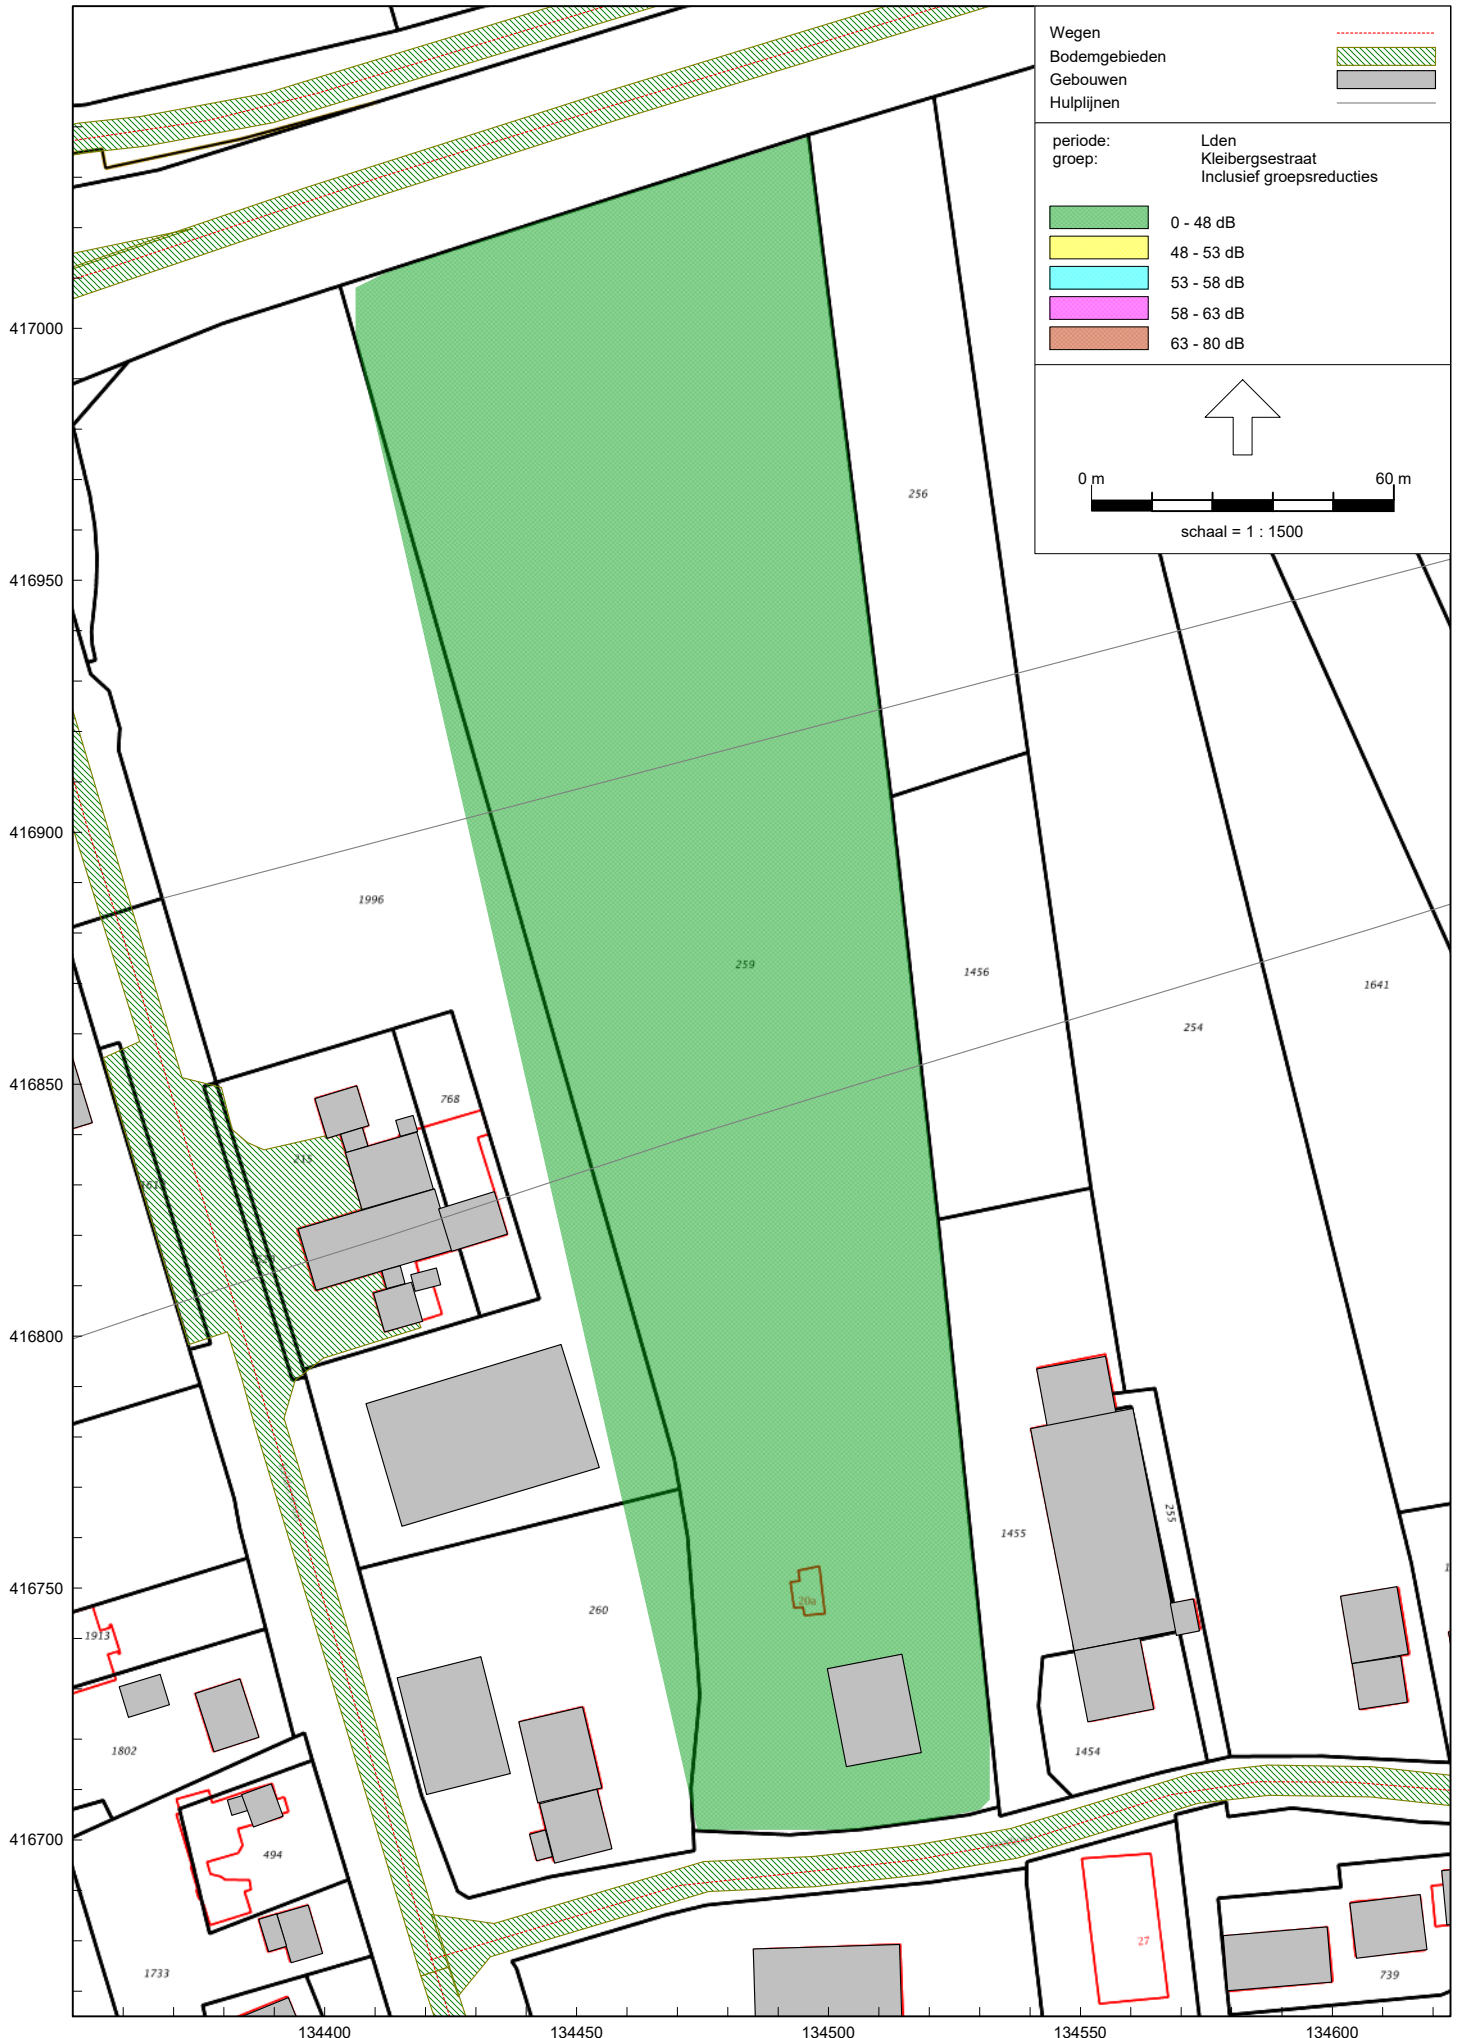 Wegen
Bodemgebieden
Gebouwen
Hulplijnen
periode: Lden
groep: Kleibergsestraat
Inclusief groepsreducties
0 - 48 dB
48 - 53 dB
53 - 58 dB
58 - 63 dB
63 - 80 dB
0 m 60 m
schaal = 1 : 1500
417000
256
416950
416900
1996
259
1456
1641
254
416850
768
215
416800
255
1455
416750
20a
260
1913
1802
1454
416700
494
27
1733
739
134400 134450 134500 134550 134600